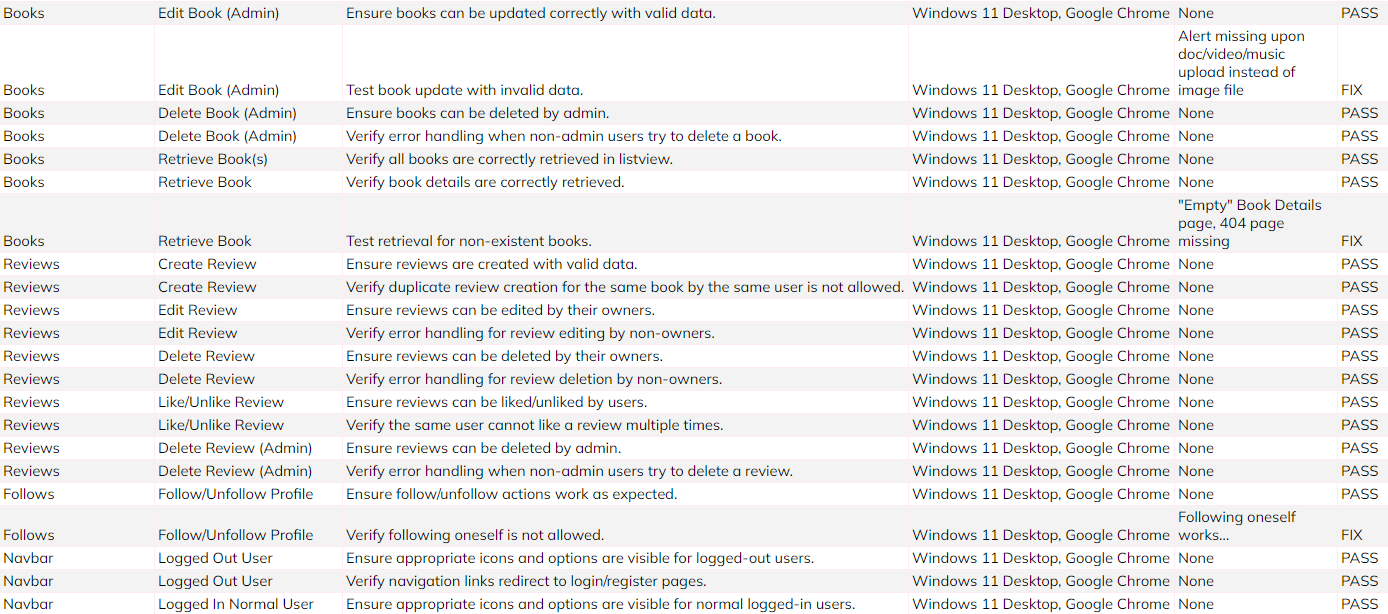 Books Edit Book (Admin) Ensure books can be updated correctly with valid data. Windows 11 Desktop, Google Chrome None PASS
Alert missing upon
doc/video/music
upload instead of
Books Edit Book (Admin) Test book update with invalid data. Windows 11 Desktop, Google Chrome image file FIX
Books Delete Book (Admin) Ensure books can be deleted by admin. Windows 11 Desktop, Google Chrome None PASS
Books Delete Book (Admin) Verify error handling when non-admin users try to delete a book. Windows 11 Desktop, Google Chrome None PASS
Books Retrieve Book(s) Verify all books are correctly retrieved in listview. Windows 11 Desktop, Google Chrome None PASS
Books Retrieve Book Verify book details are correctly retrieved. Windows 11 Desktop, Google Chrome None PASS
"Empty" Book Details
page, 404 page
Books Retrieve Book Test retrieval for non-existent books. Windows 11 Desktop, Google Chrome missing FIX
Reviews Create Review Ensure reviews are created with valid data. Windows 11 Desktop, Google Chrome None PASS
Reviews Create Review Verify duplicate review creation for the same book by the same user is not allowed. Windows 11 Desktop, Google Chrome None PASS
Reviews Edit Review Ensure reviews can be edited by their owners. Windows 11 Desktop, Google Chrome None PASS
Reviews Edit Review Verify error handling for review editing by non-owners. Windows 11 Desktop, Google Chrome None PASS
Reviews Delete Review Ensure reviews can be deleted by their owners. Windows 11 Desktop, Google Chrome None PASS
Reviews Delete Review Verify error handling for review deletion by non-owners. Windows 11 Desktop, Google Chrome None PASS
Reviews Like/Unlike Review Ensure reviews can be liked/unliked by users. Windows 11 Desktop, Google Chrome None PASS
Reviews Like/Unlike Review Verify the same user cannot like a review multiple times. Windows 11 Desktop, Google Chrome None PASS
Reviews Delete Review (Admin) Ensure reviews can be deleted by admin. Windows 11 Desktop, Google Chrome None PASS
Reviews Delete Review (Admin) Verify error handling when non-admin users try to delete a review. Windows 11 Desktop, Google Chrome None PASS
Follows Follow/Unfollow Profile Ensure follow/unfollow actions work as expected. Windows 11 Desktop, Google Chrome None PASS
Following oneself
Follows Follow/Unfollow Profile Verify following oneself is not allowed. Windows 11 Desktop, Google Chrome works... FIX
Navbar Logged Out User Ensure appropriate icons and options are visible for logged-out users. Windows 11 Desktop, Google Chrome None PASS
Navbar Logged Out User Verify navigation links redirect to login/register pages. Windows 11 Desktop, Google Chrome None PASS
Navbar Logged In Normal User Ensure appropriate icons and options are visible for normal logged-in users. Windows 11 Desktop, Google Chrome None PASS